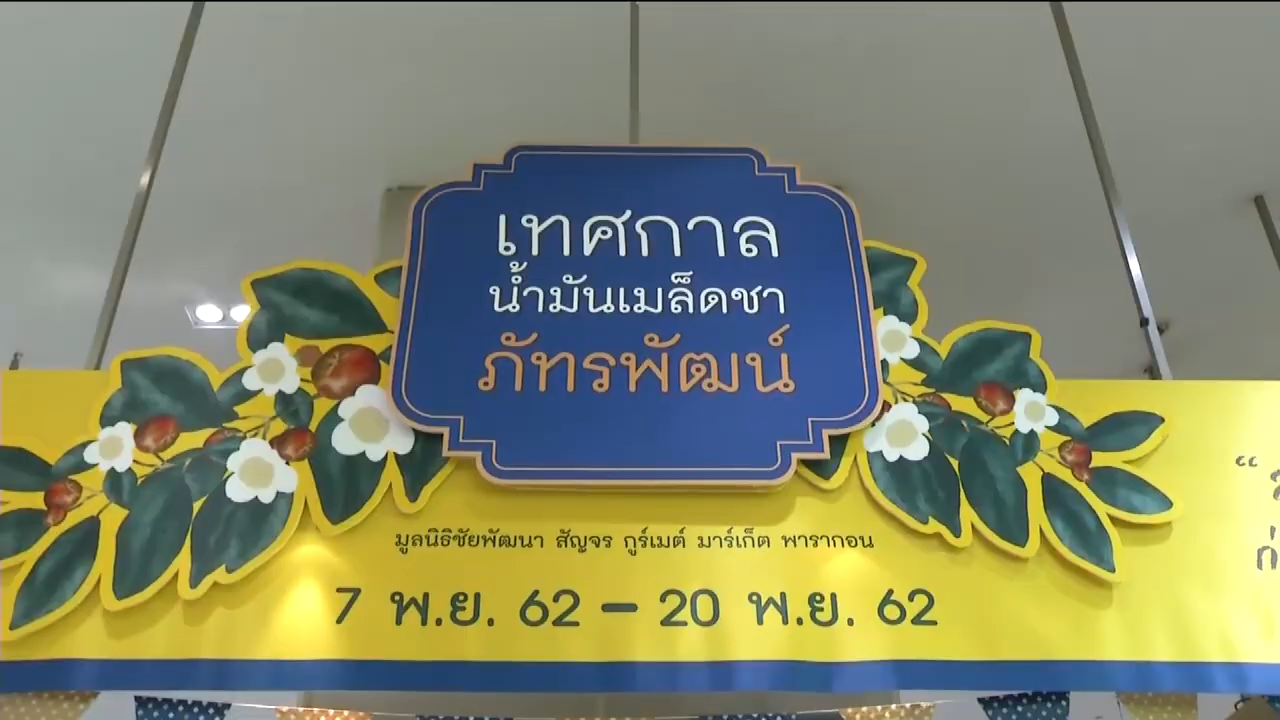 เทศกาล
น้ำมันเมล็ดชา
ภัทรพัฒน์
มูลนิธิชัยพัฒนา สัญจร กูร์เมต์ มาร์เก็ต พารากอน
7 พ.ย. 62 – 20 พ.ย. 62